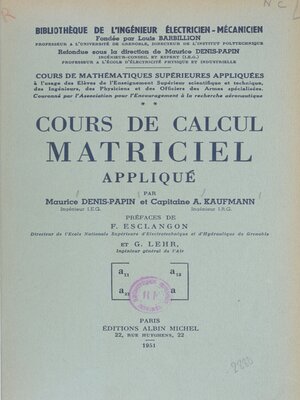 R
N C
BIBLIOTHÈQUE DE L'INGÉNIEUR ÉLECTRICIEN-MÉCANICIEN
Fondée par Louis BARBILLION
PROFESSEUR A L'UNIVERSITÉ DE GRENOBLE, DIRECTEUR DE L'INSTITUT POLYTECHNIQUE
Refondue sous la direction de Maurice DENIS-PAPIN
INGÉNIEUR-CONSEIL ET EXPERT (I.E.G.)
PROFESSEUR A L'ÉCOLE D'ÉLECTRICITÉ PHYSIQUE ET INDUSTRIELLE
COURS DE MATHÉMATIQUES SUPÉRIEURES APPLIQUÉES
à l'usage des Elèves de l'Enseignement Supérieur scientifique et technique,
des Ingénieurs, des Physiciens et des Officiers des Armes spécialisées.
Couronné par l'Association pour l'Encouragement à la recherche aéronautique
* *
COURS DE CALCUL
MATRICIEL
APPLIQUÉ
PAR
Maurice DENIS-PAPIN et Capitaine A. KAUFMANN
Ingénieur I.E.G. Ingénieur I.R.G.
PRÉFACES DE
F. ESCLANGON
Directeur de l'Ecole Nationale Supérieure d'Electrotechnique et d'Hydraulique de Grenoble
ET G. LEHR,
Ingénieur général de l'Air
a11 a12
a21 a22
PARIS
ÉDITIONS ALBIN MICHEL
22, RUE HUYGHENS, 22
1951